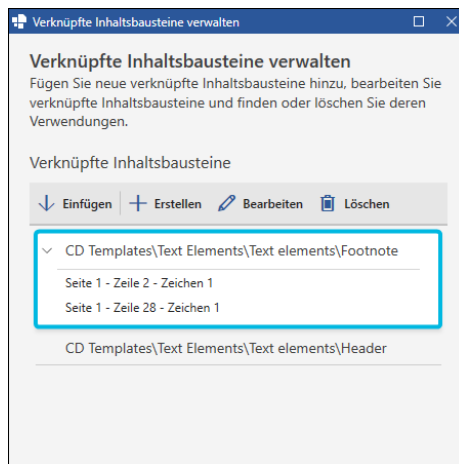 Verknüpfte Inhaltsbausteine verwalten
Verknüpfte Inhaltsbausteine verwalten
Fügen Sie neue verknüpfte Inhaltsbausteine hinzu, bearbeiten Sie
verknüpfte Inhaltsbausteine und finden oder löschen Sie deren
Verwendungen.
Verknüpfte Inhaltsbausteine
Einfügen Erstellen Bearbeiten Löschen
CD Templates\Text Elements\Text elements\Footnote
Seite 1 - Zeile 2 - Zeichen 1
Seite 1 - Zeile 28 - Zeichen 1
CD Templates\Text Elements\Text elements\Header